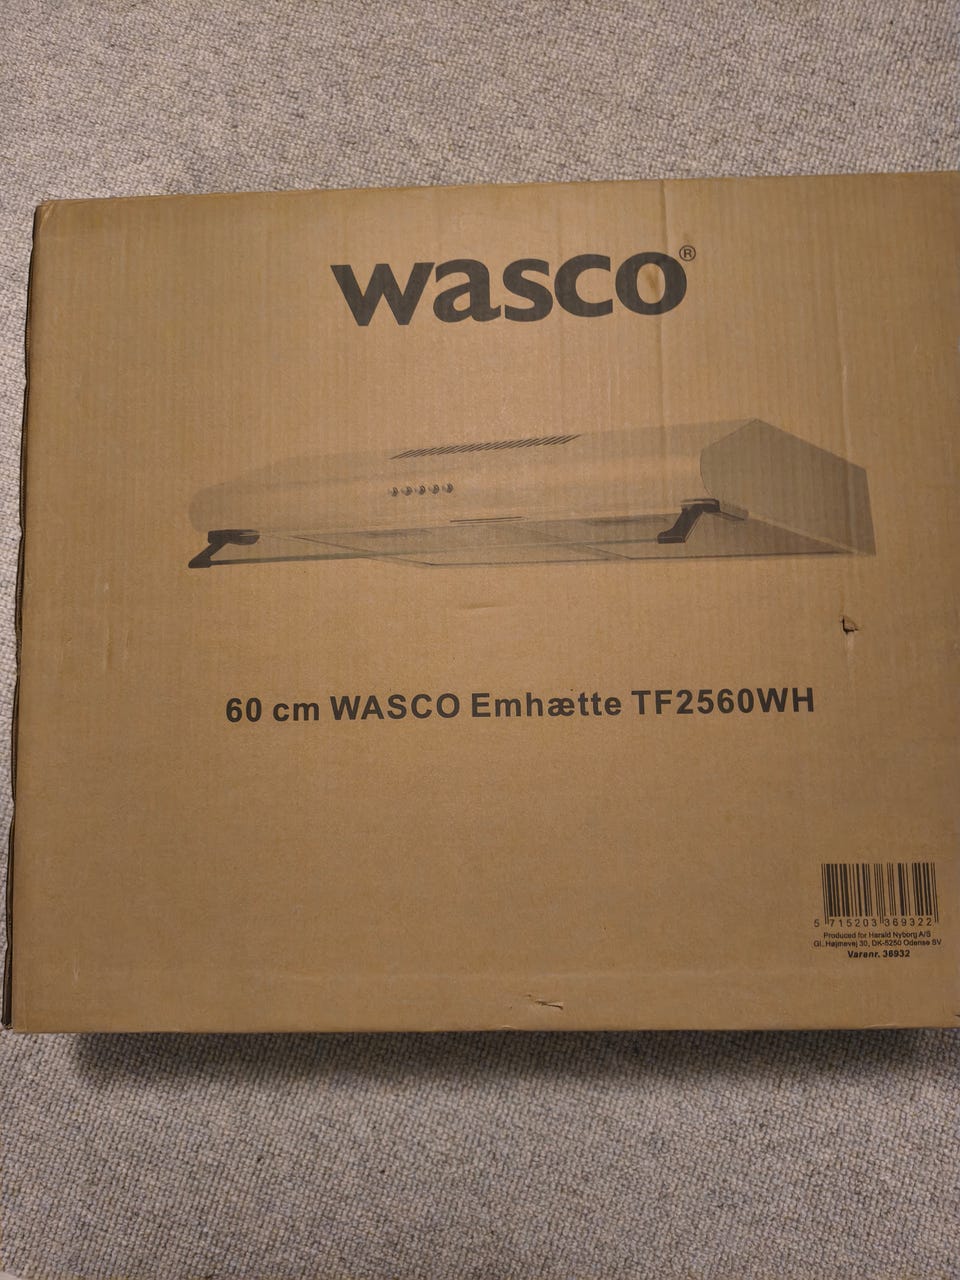 wasco®
60 cm WASCO Emhætte TF2560WH
5 715203 369322
Produced for Harald Nyborg A/S
Gl. Højmevej 30, DK-5250 Odense SV
Varenr. 36932